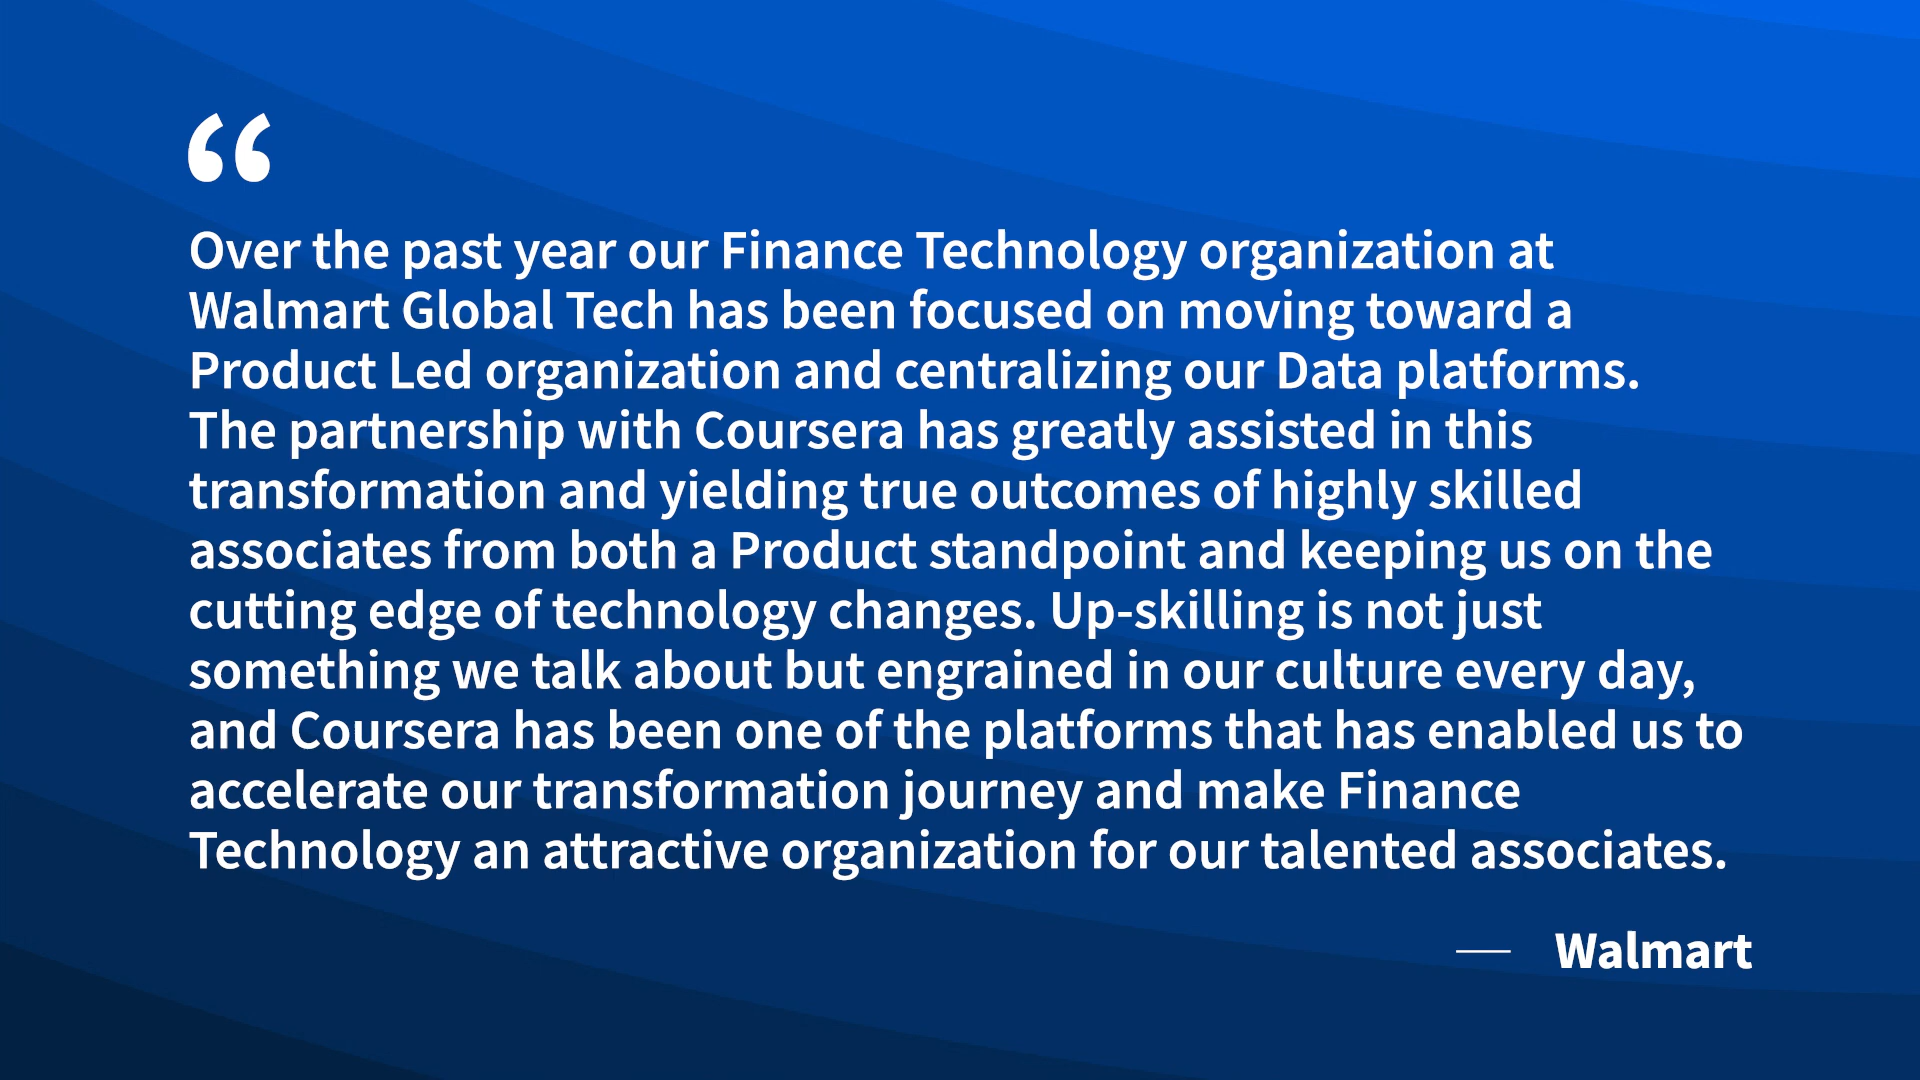 “
Over the past year our Finance Technology organization at
Walmart Global Tech has been focused on moving toward a
Product Led organization and centralizing our Data platforms.
The partnership with Coursera has greatly assisted in this
transformation and yielding true outcomes of highly skilled
associates from both a Product standpoint and keeping us on the
cutting edge of technology changes. Up-skilling is not just
something we talk about but engrained in our culture every day,
and Coursera has been one of the platforms that has enabled us to
accelerate our transformation journey and make Finance
Technology an attractive organization for our talented associates.
— Walmart